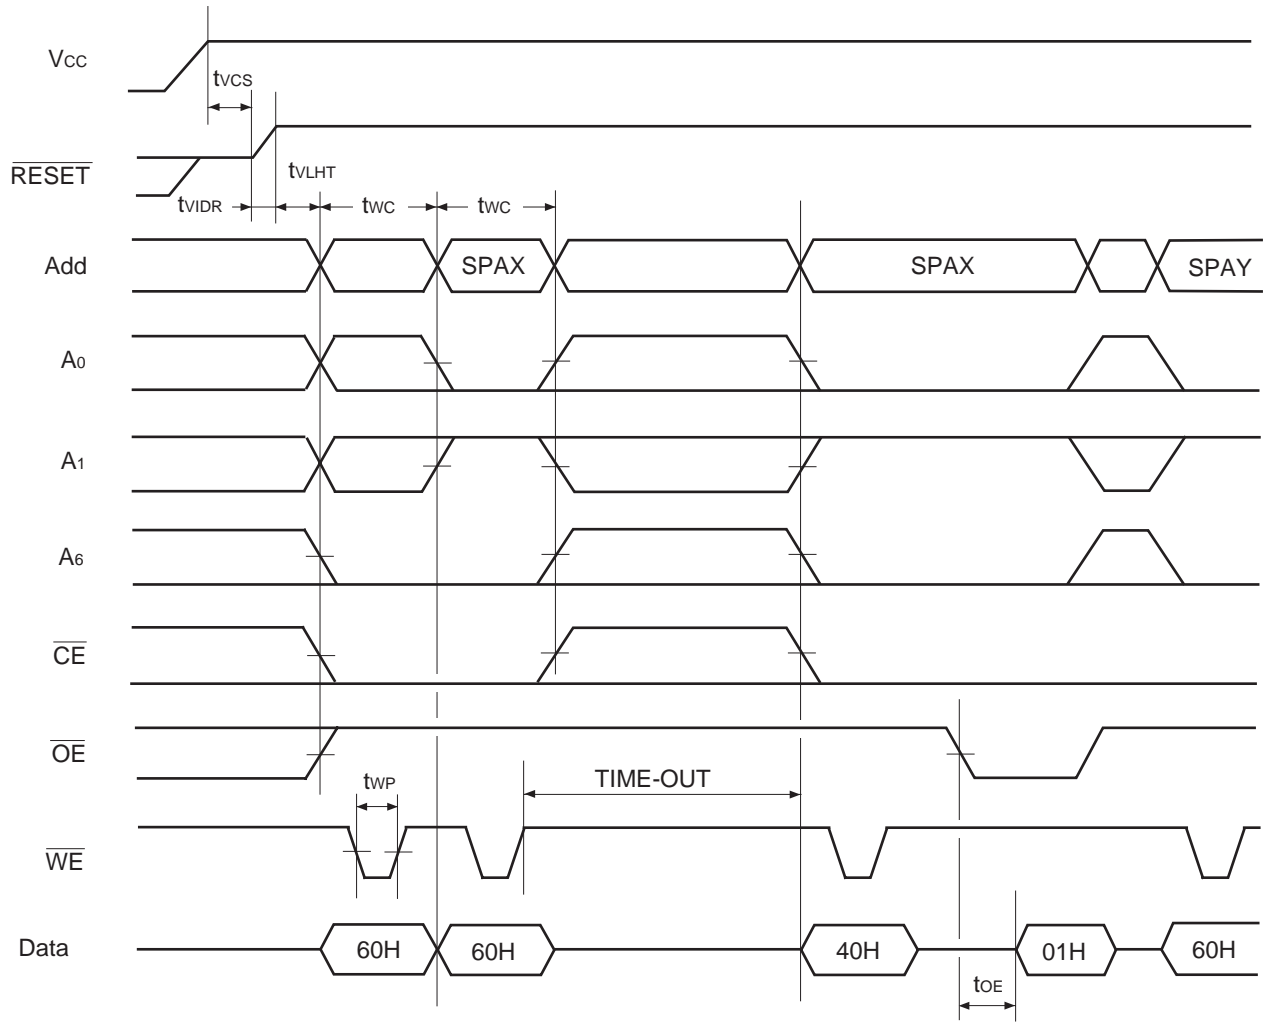 VCC
tVCS
RESET
tVLHT
tVIDR tWC tWC
Add SPAX SPAX SPAY
A0
A1
A6
CE
OE
tWP TIME-OUT
WE
Data 60H 60H 40H 01H 60H
tOE